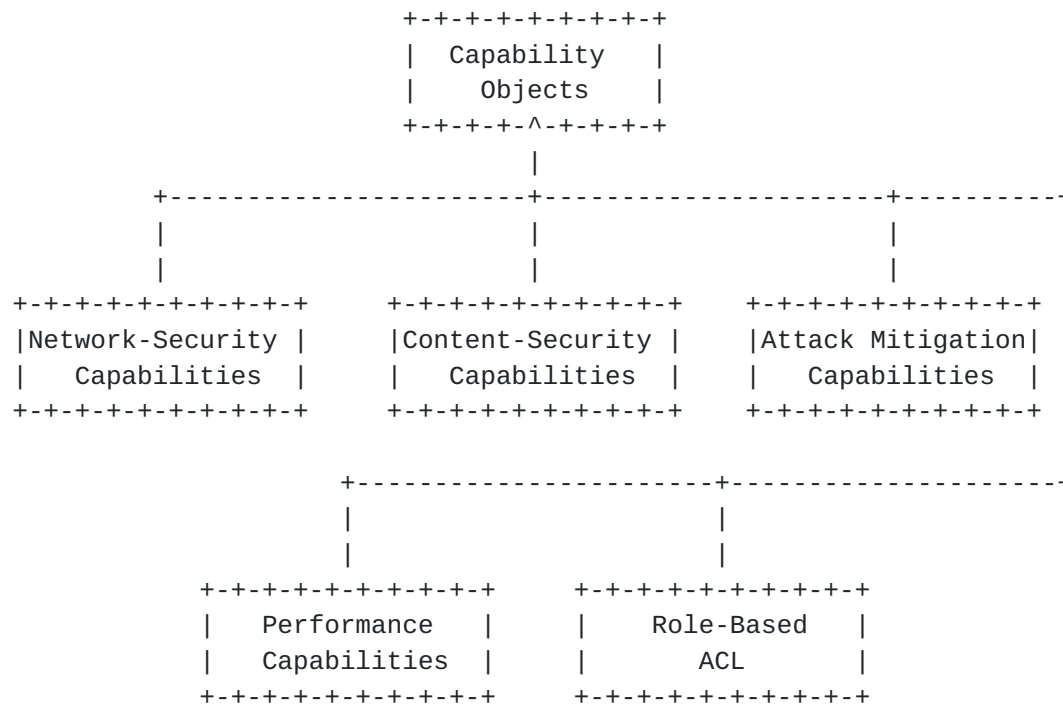 +-+-+-+-+-+-+-+-+
|  Capability   |
|    Objects    |
+-+-+-+-^-+-+-+-+
|
+-----------------------+----------------------+----------+
|                       |                      |
|                       |                      |
+-+-+-+-+-+-+-+-+-+     +-+-+-+-+-+-+-+-+-+    +-+-+-+-+-+-+-+-+-+
|Network-Security |     |Content-Security |    |Attack Mitigation|
|   Capabilities  |     |   Capabilities  |    |   Capabilities  |
+-+-+-+-+-+-+-+-+-+     +-+-+-+-+-+-+-+-+-+    +-+-+-+-+-+-+-+-+-+
+-----------------------+---------------------+
|                       |
|                       |
+-+-+-+-+-+-+-+-+-+     +-+-+-+-+-+-+-+-+-+
|   Performance   |     |    Role-Based   |
|   Capabilities  |     |       ACL       |
+-+-+-+-+-+-+-+-+-+     +-+-+-+-+-+-+-+-+-+